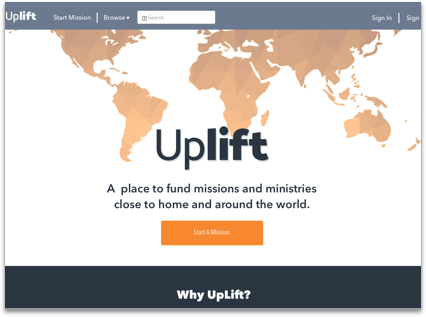 Uplift Start Mission Browse ▾ Search Sign In Sign
Uplift
A place to fund missions and ministries
close to home and around the world.
Start A Mission
Why UpLift?